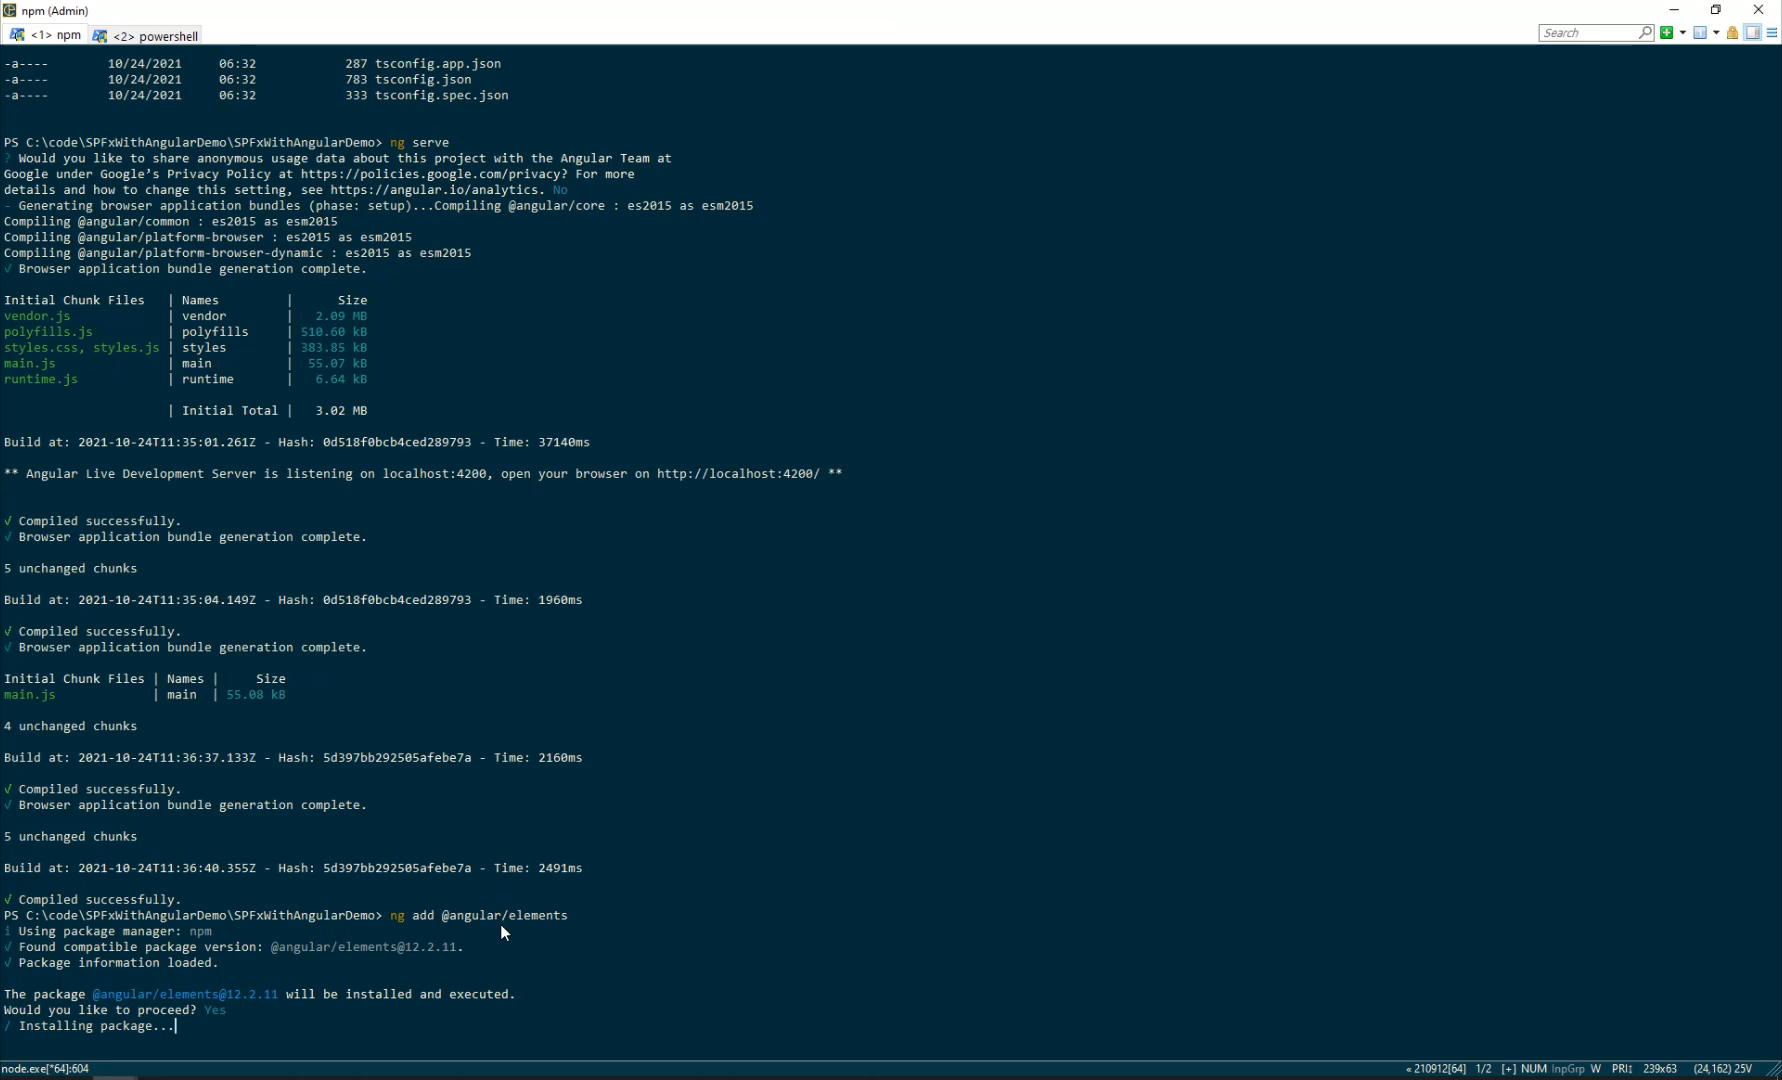 npm (Admin)
<1> npm <2> powershell Search
-a---- 10/24/2021 06:32 287 tsconfig.app.json
-a---- 10/24/2021 06:32 783 tsconfig.json
-a---- 10/24/2021 06:32 333 tsconfig.spec.json
PS C:\code\SPFxWithAngularDemo\SPFxWithAngularDemo> ng serve
? Would you like to share anonymous usage data about this project with the Angular Team at
Google under Google’s Privacy Policy at https://policies.google.com/privacy? For more
details and how to change this setting, see https://angular.io/analytics. No
- Generating browser application bundles (phase: setup)...Compiling @angular/core : es2015 as esm2015
Compiling @angular/common : es2015 as esm2015
Compiling @angular/platform-browser : es2015 as esm2015
Compiling @angular/platform-browser-dynamic : es2015 as esm2015
√ Browser application bundle generation complete.
Initial Chunk Files | Names | Size
vendor.js | vendor | 2.09 MB
polyfills.js | polyfills | 510.60 kB
styles.css, styles.js | styles | 383.85 kB
main.js | main | 55.07 kB
runtime.js | runtime | 6.64 kB
| Initial Total | 3.02 MB
Build at: 2021-10-24T11:35:01.261Z - Hash: 0d518f0bcb4ced289793 - Time: 37140ms
** Angular Live Development Server is listening on localhost:4200, open your browser on http://localhost:4200/ **
√ Compiled successfully.
√ Browser application bundle generation complete.
5 unchanged chunks
Build at: 2021-10-24T11:35:04.149Z - Hash: 0d518f0bcb4ced289793 - Time: 1960ms
√ Compiled successfully.
√ Browser application bundle generation complete.
Initial Chunk Files | Names | Size
main.js | main | 55.08 kB
4 unchanged chunks
Build at: 2021-10-24T11:36:37.133Z - Hash: 5d397bb292505afebe7a - Time: 2160ms
√ Compiled successfully.
√ Browser application bundle generation complete.
5 unchanged chunks
Build at: 2021-10-24T11:36:40.355Z - Hash: 5d397bb292505afebe7a - Time: 2491ms
√ Compiled successfully.
PS C:\code\SPFxWithAngularDemo\SPFxWithAngularDemo> ng add @angular/elements
i Using package manager: npm
√ Found compatible package version: @angular/elements@12.2.11.
√ Package information loaded.
The package @angular/elements@12.2.11 will be installed and executed.
Would you like to proceed? Yes
/ Installing package...
node.exe[*64]:604 « 210912[64] 1/2 [+] NUM InpGrp W PRI↕ 239x63 (24,162) 25V